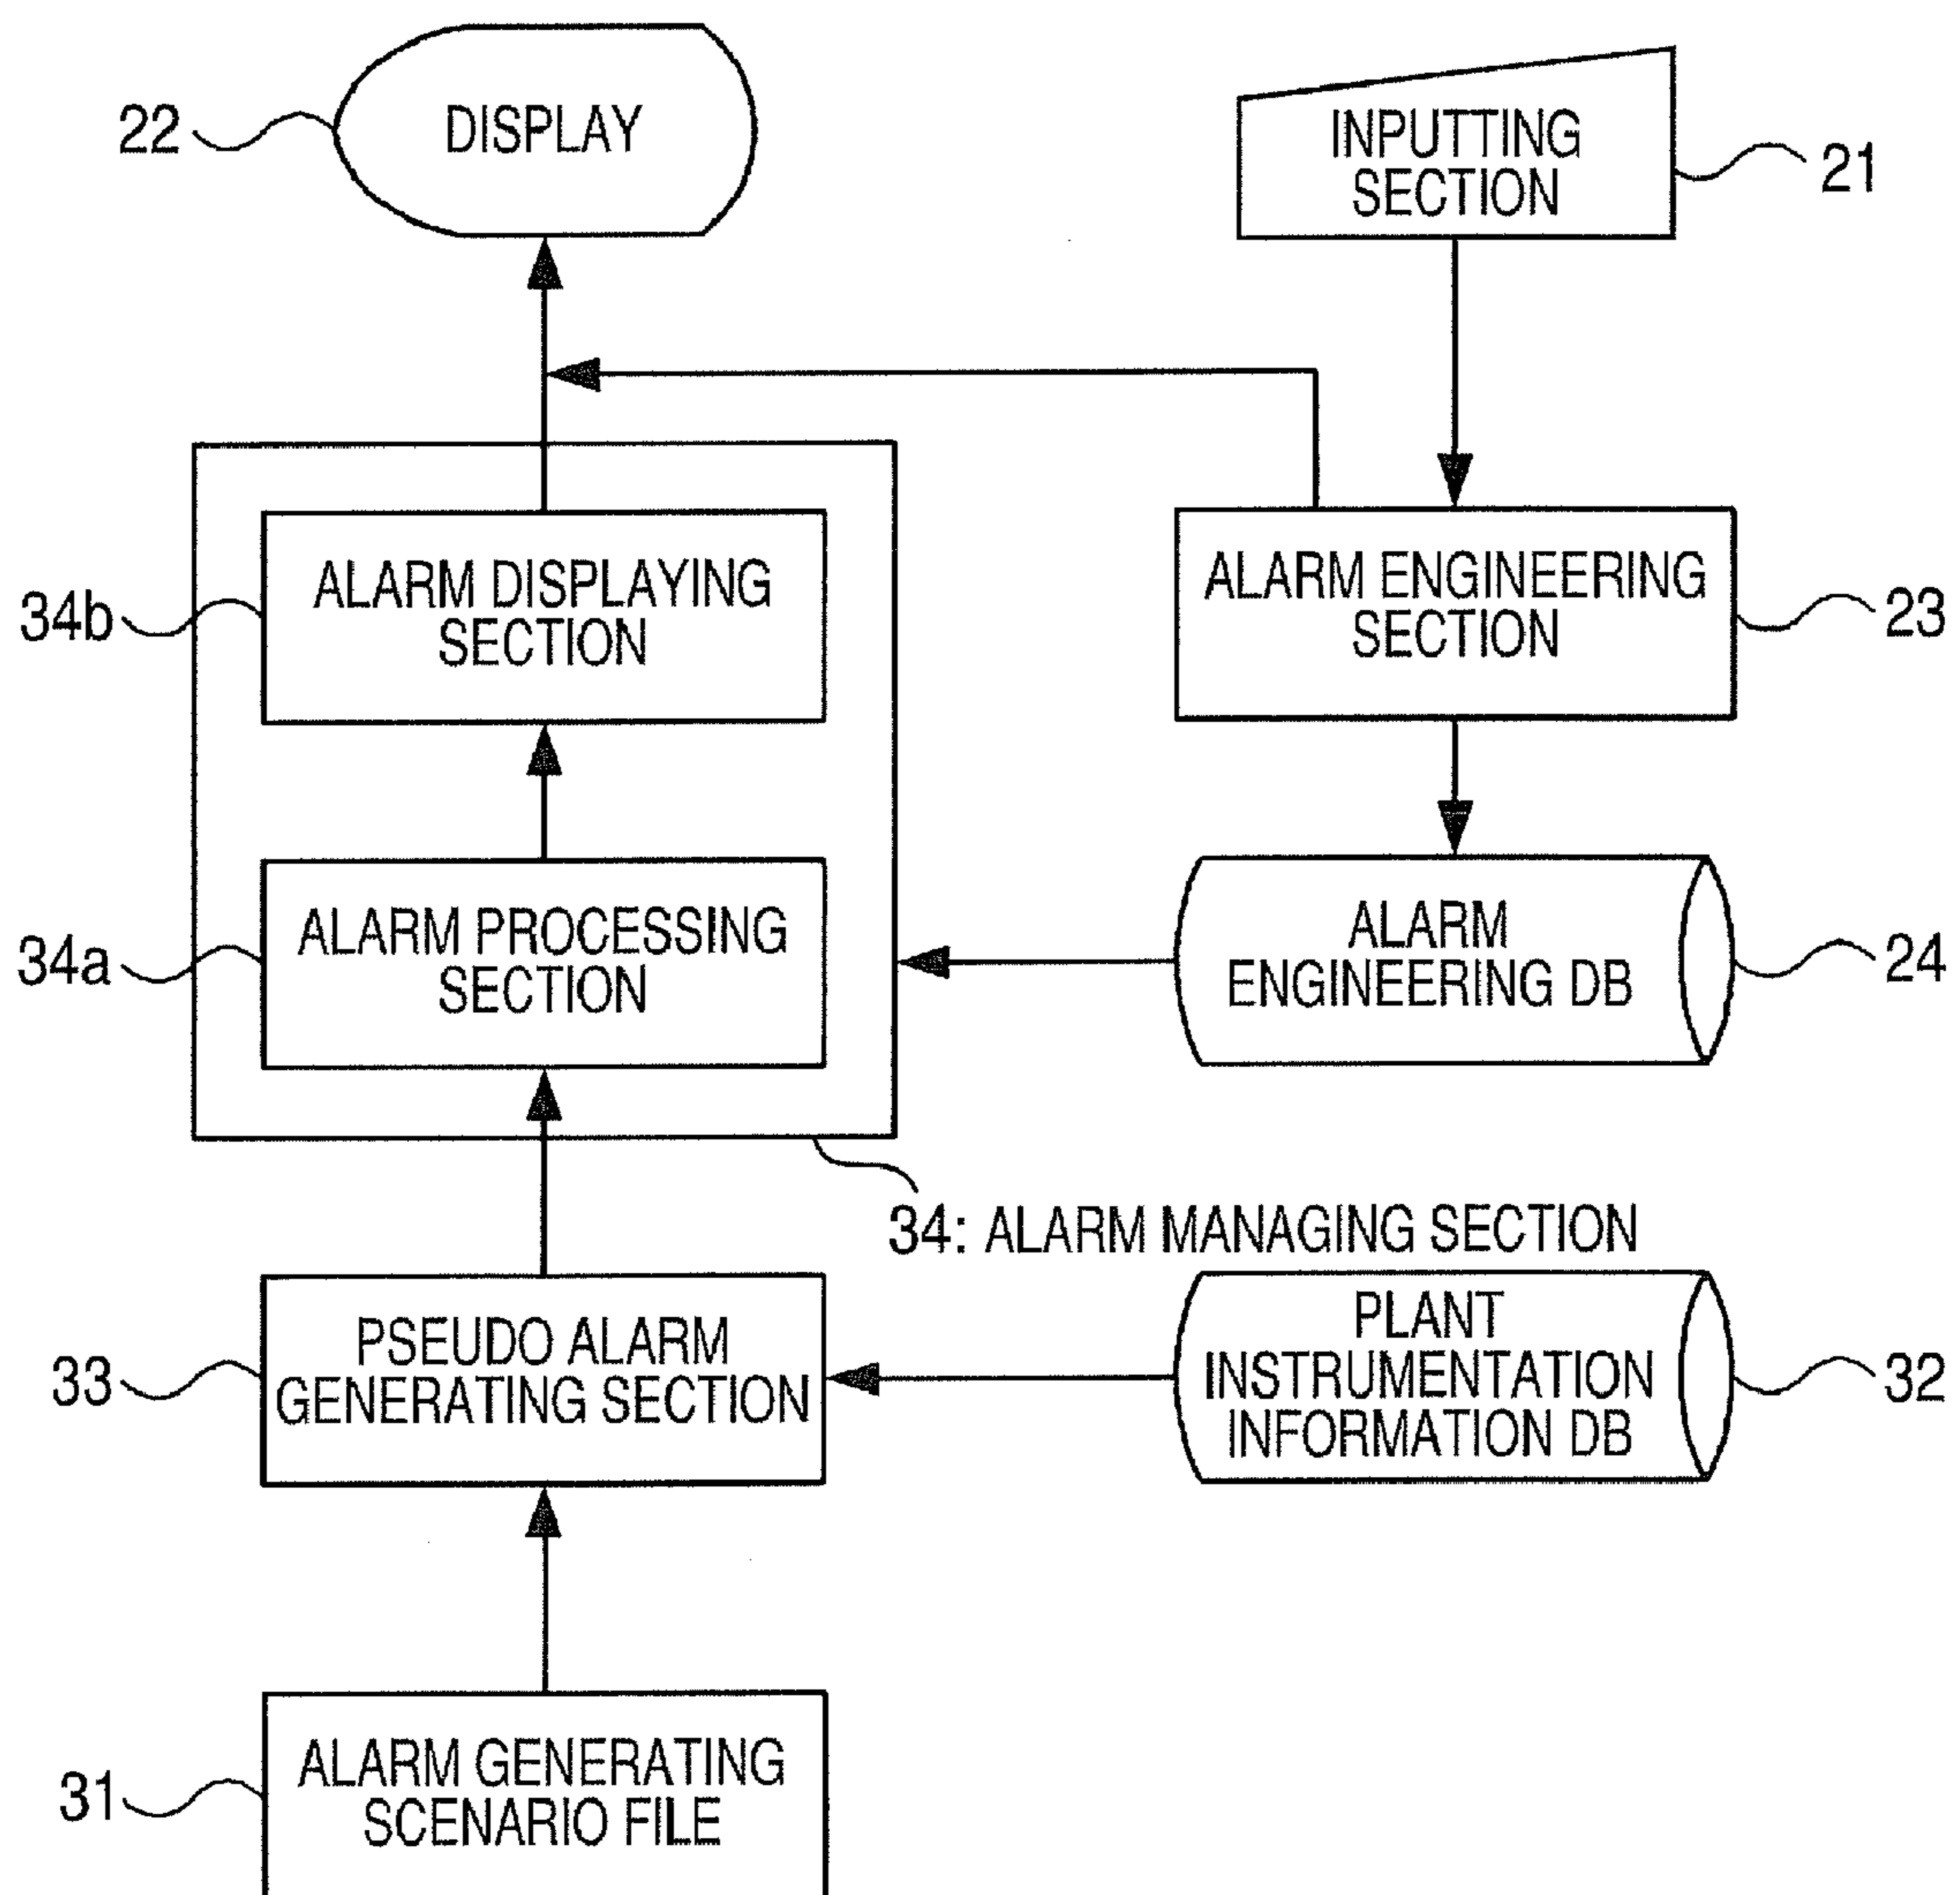 22
DISPLAY
INPUTTING
SECTION
21
34b
ALARM DISPLAYING
SECTION
ALARM ENGINEERING
SECTION
23
34a
ALARM PROCESSING
SECTION
ALARM
ENGINEERING DB
24
34: ALARM MANAGING SECTION
33
PSEUDO ALARM
GENERATING SECTION
PLANT
INSTRUMENTATION
INFORMATION DB
32
31
ALARM GENERATING
SCENARIO FILE